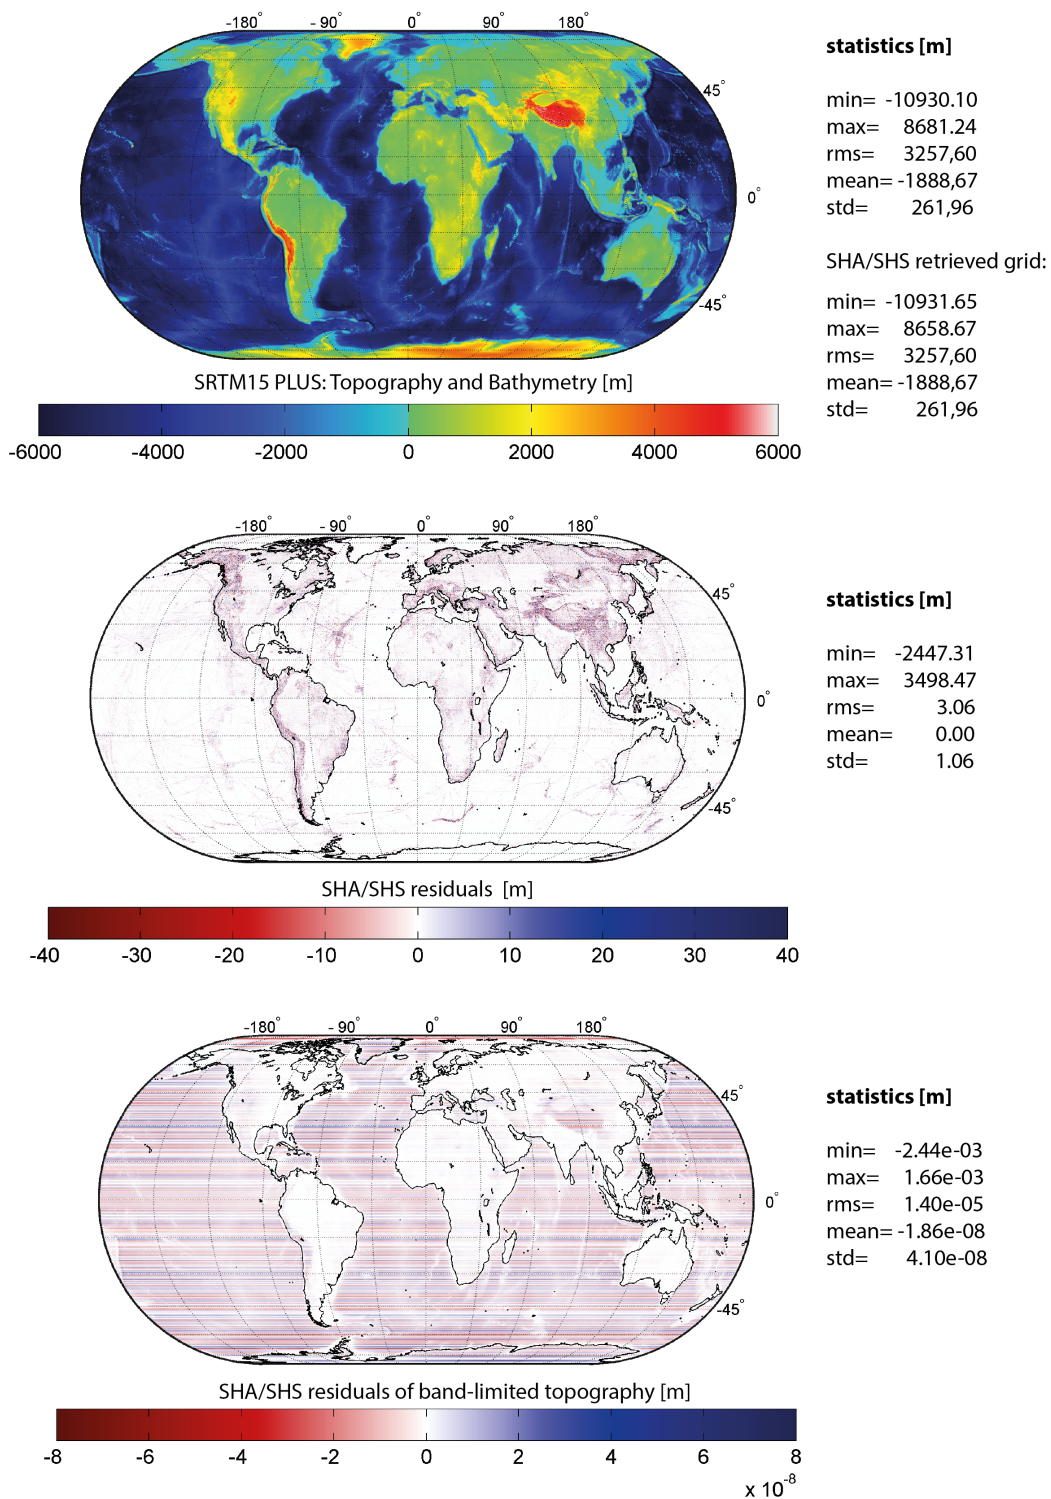 -180° -90° 0° 90° 180°
45°
0°
-45°
SRTM15 PLUS: Topography and Bathymetry [m]
-6000 -4000 -2000 0 2000 4000 6000
statistics [m]
min= -10930.10
max= 8681.24
rms= 3257,60
mean= -1888,67
std= 261,96
SHA/SHS retrieved grid:
min= -10931.65
max= 8658.67
rms= 3257,60
mean= -1888,67
std= 261,96
-180° -90° 0° 90° 180°
45°
0°
-45°
SHA/SHS residuals [m]
-40 -30 -20 -10 0 10 20 30 40
statistics [m]
min= -2447.31
max= 3498.47
rms= 3.06
mean= 0.00
std= 1.06
-180° -90° 0° 90° 180°
45°
0°
-45°
SHA/SHS residuals of band-limited topography [m]
-8 -6 -4 -2 0 2 4 6 8
x 10-8
statistics [m]
min= -2.44e-03
max= 1.66e-03
rms= 1.40e-05
mean= -1.86e-08
std= 4.10e-08